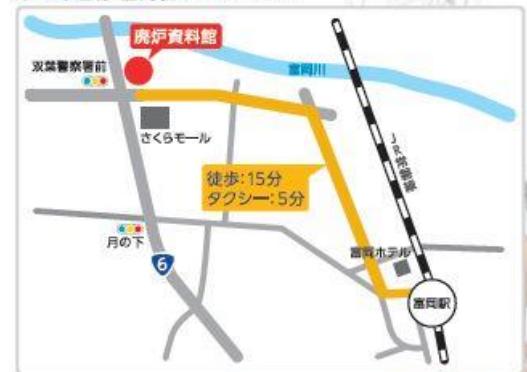 廃炉資料館
双葉警察署前
富岡川
さくらモール
JR常磐線
徒歩:15分
タクシー:5分
月の下
6
富岡ホテル
富岡駅